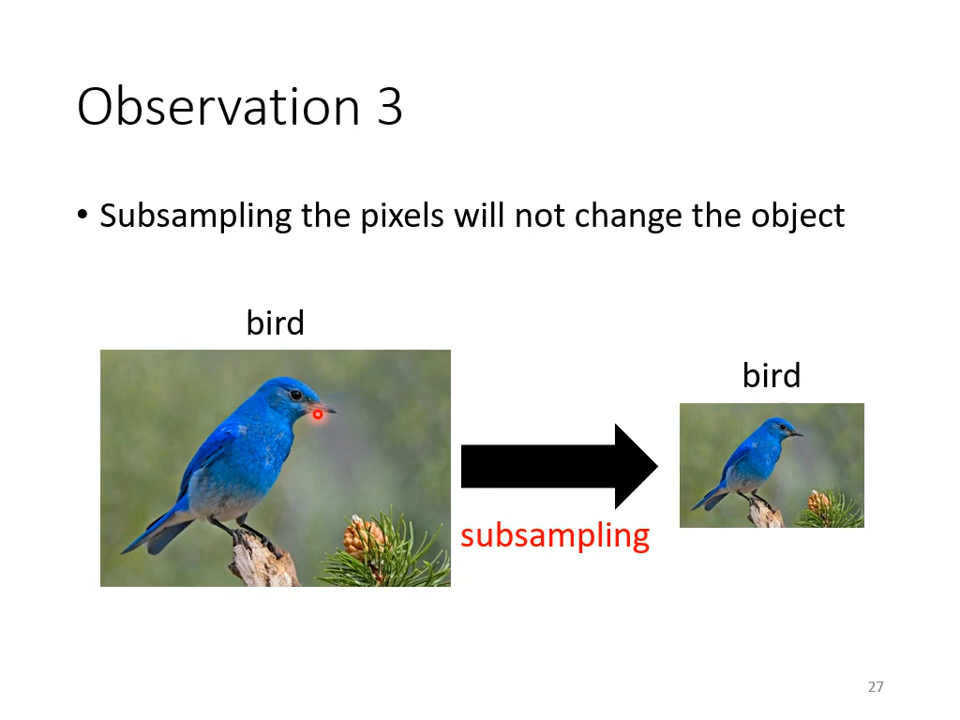 Observation 3
• Subsampling the pixels will not change the object
bird
bird
subsampling
27